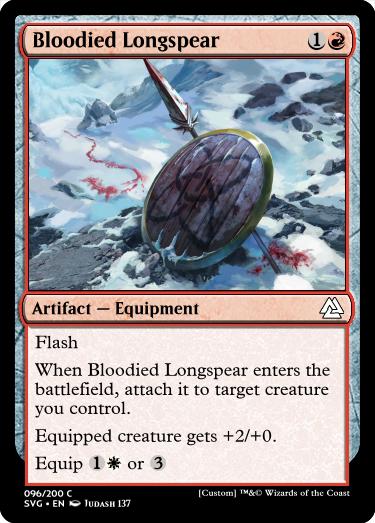 Bloodied Longspear 1
Artifact — Equipment
Flash
When Bloodied Longspear enters the
battlefield, attach it to target creature
you control.
Equipped creature gets +2/+0.
Equip 1 or 3
096/200 C
[Custom] ™&© Wizards of the Coast
SVG • EN Judash 137